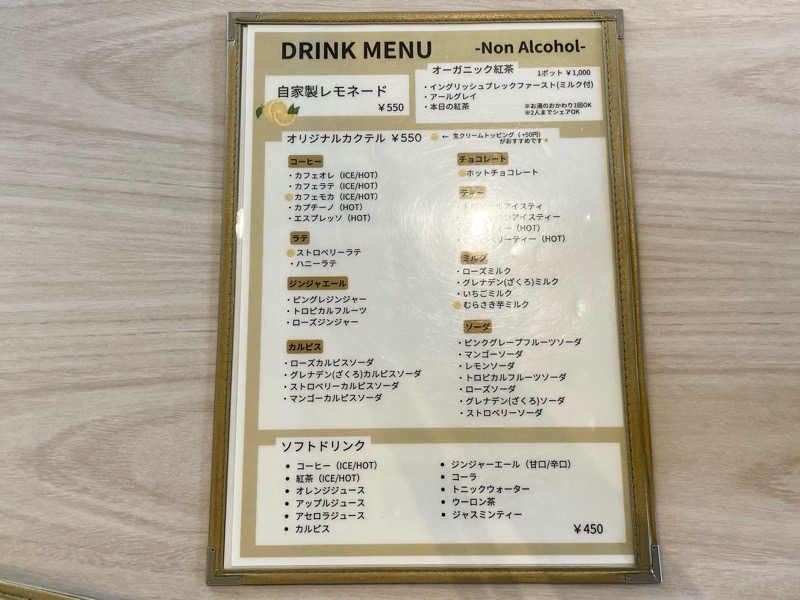 DRINK MENU
-Non Alcohol-
自家製レモネード
¥550
オーガニック紅茶
1ポット ¥1,000
・イングリッシュブレックファースト(ミルク付)
・アールグレイ
・本日の紅茶
※お湯のおかわり1回OK
※2人までシェアOK
オリジナルカクテル ¥550
← 生クリームトッピング(+50円)
がおすすめです
コーヒー
・カフェオレ(ICE/HOT)
・カフェラテ(ICE/HOT)
カフェモカ(ICE/HOT)
・カプチーノ(HOT)
・エスプレッソ(HOT)
ラテ
ストロベリーラテ
・ハニーラテ
ジンジャエール
・ピングレジンジャー
・トロピカルフルーツ
・ローズジンジャー
カルピス
・ローズカルピスソーダ
・グレナデン(ざくろ)カルピスソーダ
・ストロベリーカルピスソーダ
・マンゴーカルピスソーダ
チョコレート
ホットチョコレート
ティー
アイスティ
アイスティー
(HOT)
ティー(HOT)
ミルク
・ローズミルク
・グレナデン(ざくろ)ミルク
・いちごミルク
むらさき芋ミルク
ソーダ
・ピンクグレープフルーツソーダ
・マンゴーソーダ
・レモンソーダ
・トロピカルフルーツソーダ
・ローズソーダ
・グレナデン(ざくろ)ソーダ
・ストロベリーソーダ
ソフトドリンク
• コーヒー(ICE/HOT)
• 紅茶(ICE/HOT)
• オレンジジュース
• アップルジュース
• アセロラジュース
• カルピス
• ジンジャーエール(甘口/辛口)
• コーラ
• トニックウォーター
• ウーロン茶
• ジャスミンティー
¥450